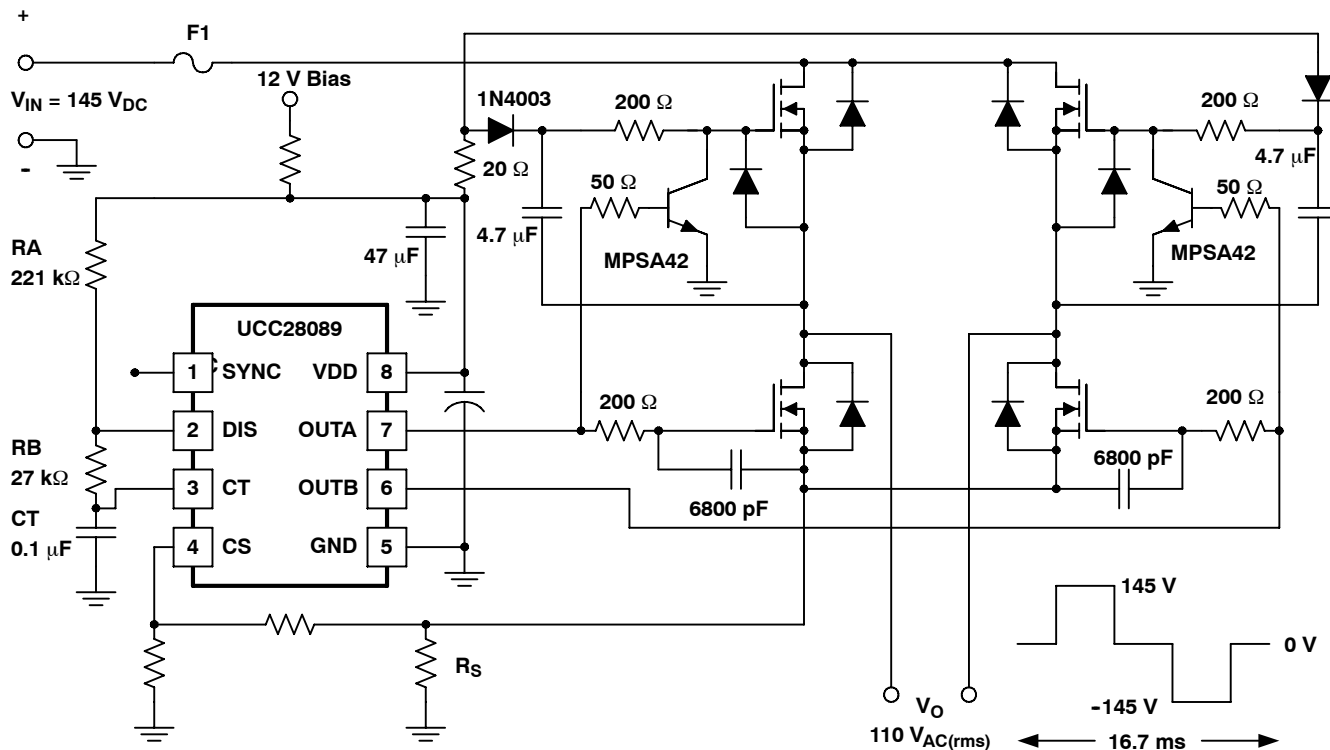 +
F1
12 V Bias
V_IN = 145 V_DC
-
1N4003
200 Ω
200 Ω
20 Ω
4.7 μF
50 Ω
50 Ω
4.7 μF
47 μF
MPSA42
MPSA42
RA
221 kΩ
UCC28089
1 SYNC VDD 8
2 DIS OUTA 7
3 CT OUTB 6
4 CS GND 5
RB
27 kΩ
CT
0.1 μF
200 Ω
200 Ω
6800 pF
6800 pF
R_S
V_O
110 V_AC(rms)
145 V
0 V
-145 V
16.7 ms